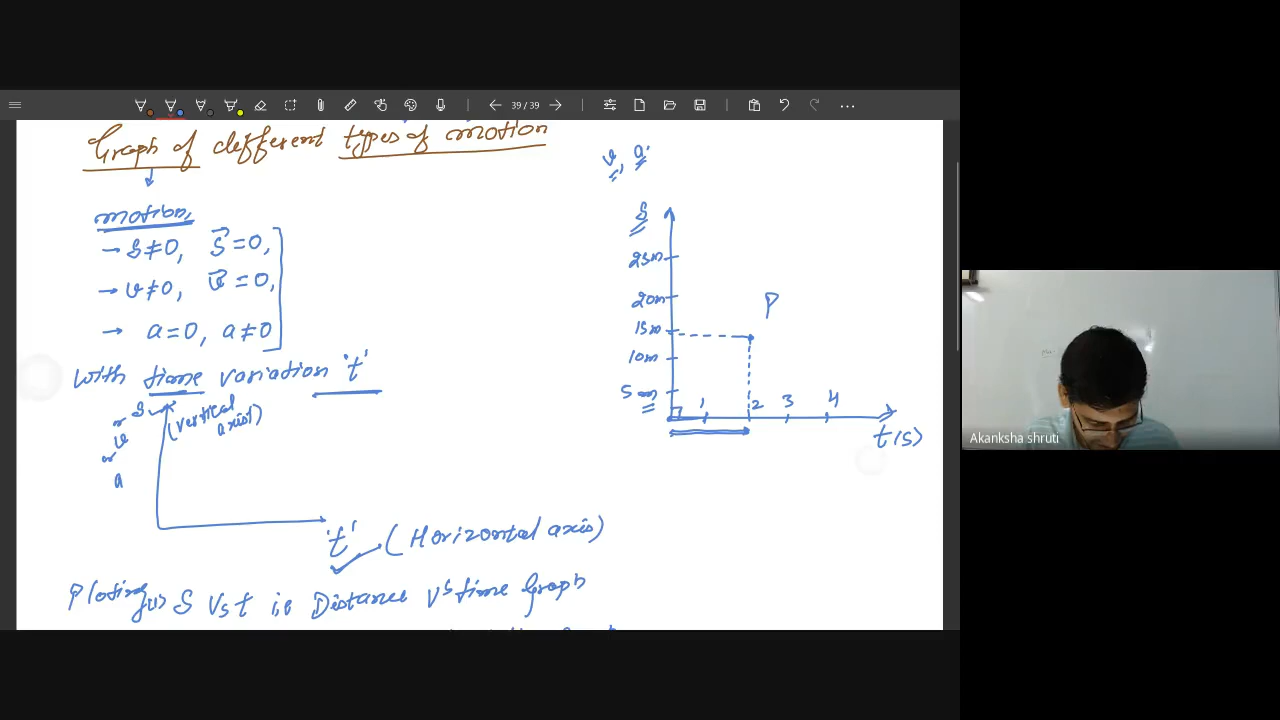 39/39
Graph of different types of motion
motion,
→ S≠0, S⃗ =0,
→ v≠0, v⃗ =0,
→ a=0, a≠0
with time variation 't'
S
or
v
or
a
(vertical axis)
't' (Horizontal axis)
S vs t i.e Distance vs time Graph
v, a
S
25m
20m
15m
10m
5m
1 2 3 4
t(s)
P
Akanksha shruti